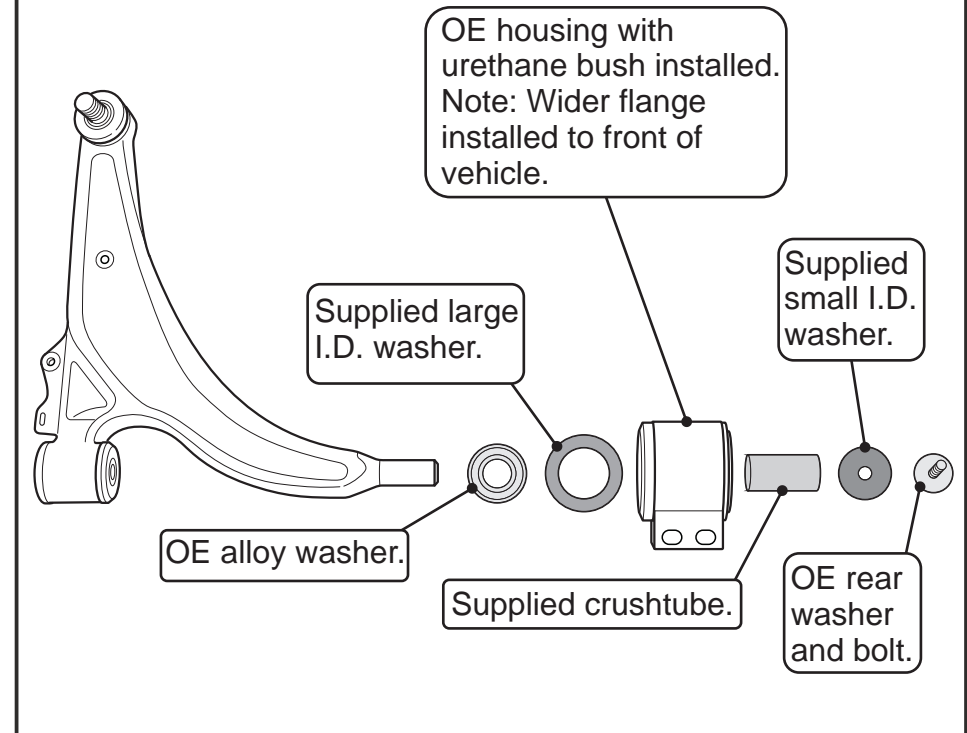 OE housing with
urethane bush installed.
Note: Wider flange
installed to front of
vehicle.
Supplied
small I.D.
washer.
Supplied large
I.D. washer.
OE alloy washer.
Supplied crushtube.
OE rear
washer
and bolt.